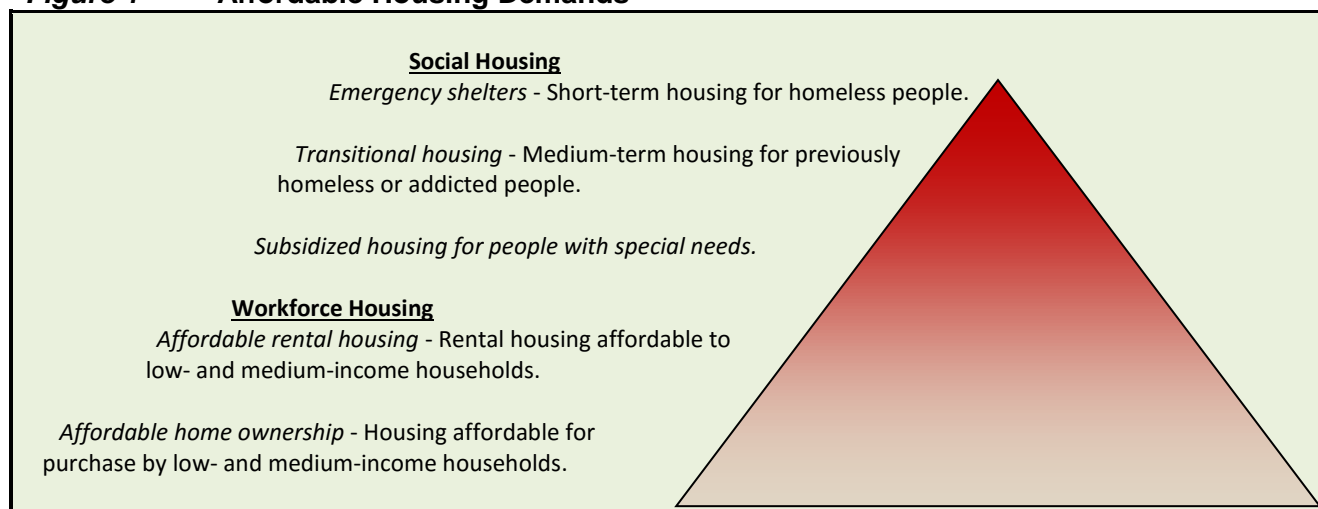 Figure Affordable Housing Demands
Social Housing
Emergency shelters - Short-term housing for homeless people.
Transitional housing - Medium-term housing for previously
homeless or addicted people.
Subsidized housing for people with special needs.
Workforce Housing
Affordable rental housing - Rental housing affordable to
low- and medium-income households.
Affordable home ownership - Housing affordable for
purchase by low- and medium-income households.